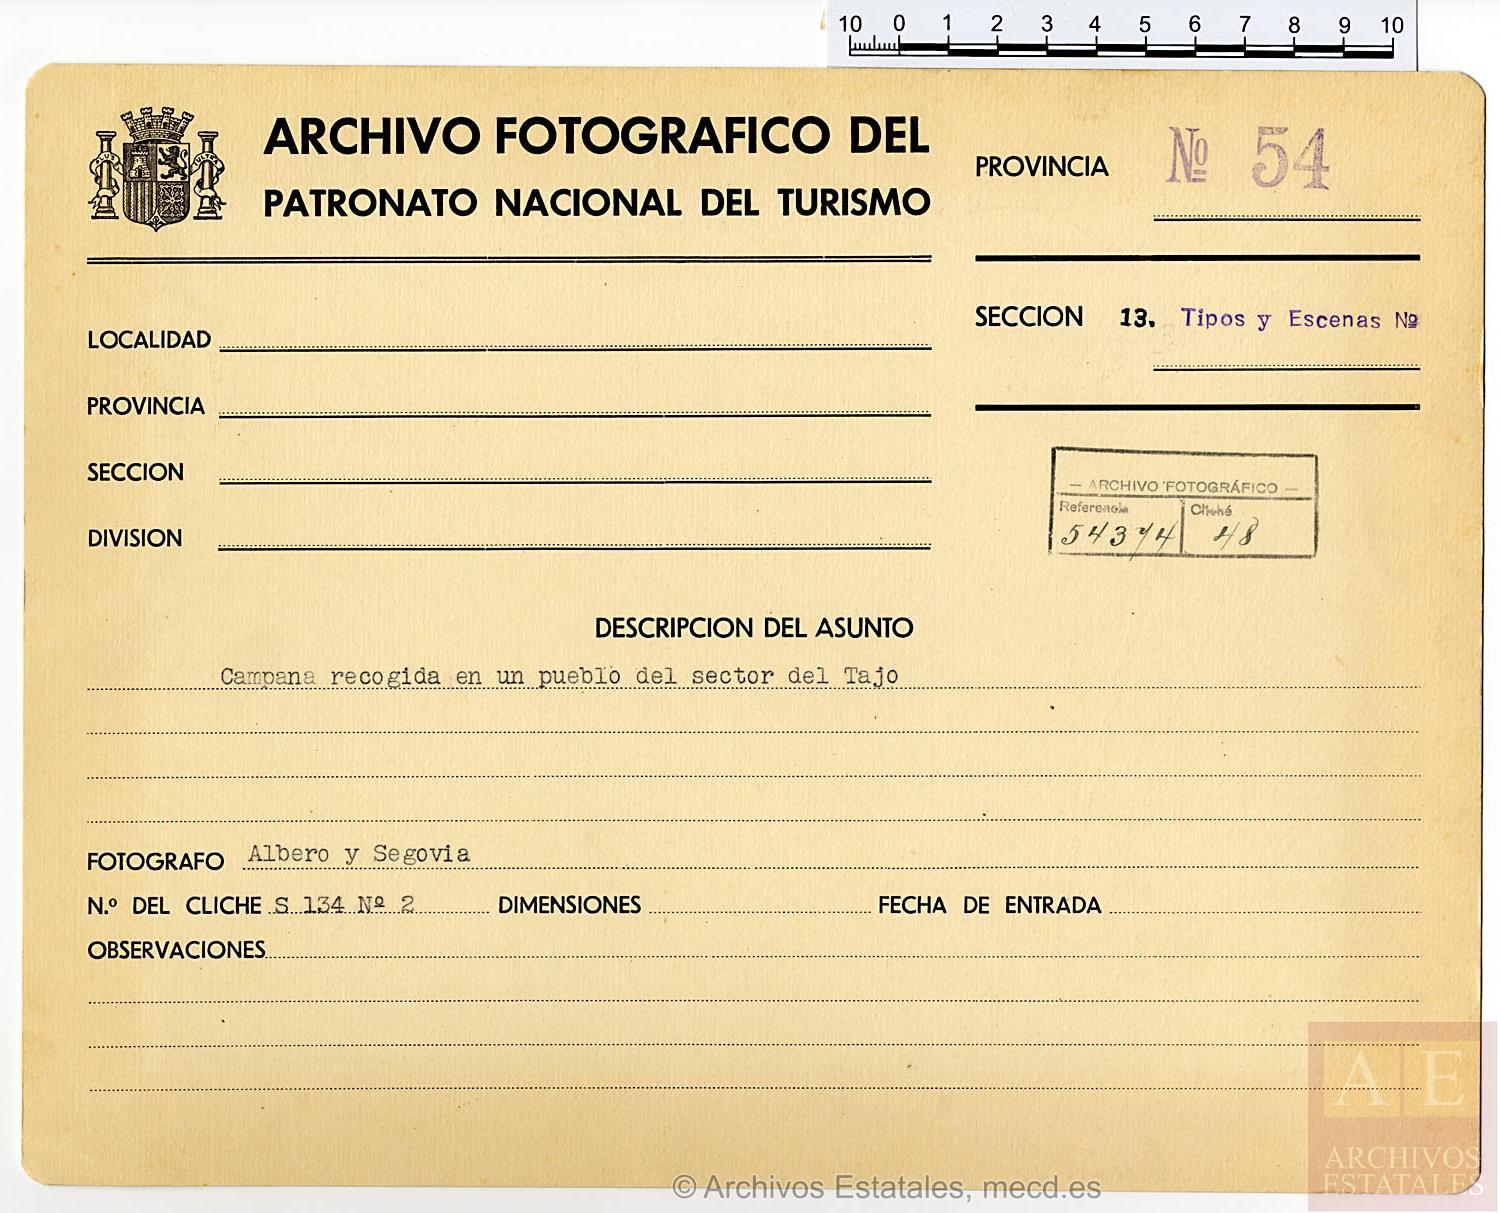 10 0 1 2 3 4 5 6 7 8 9 10
PLUS ULTRA
ARCHIVO FOTOGRAFICO DEL
PATRONATO NACIONAL DEL TURISMO
PROVINCIA Nº 54
SECCION 13. Tipos y Escenas Nº
LOCALIDAD
PROVINCIA
SECCION
DIVISION
— ARCHIVO FOTOGRÁFICO —
Referencia Cliché
54374 48
DESCRIPCION DEL ASUNTO
Campana recogida en un pueblo del sector del Tajo
FOTOGRAFO Albero y Segovia
N.º DEL CLICHE S 134 Nº 2 DIMENSIONES FECHA DE ENTRADA
OBSERVACIONES
A E
ARCHIVOS
ESTATALES
© Archivos Estatales, mecd.es